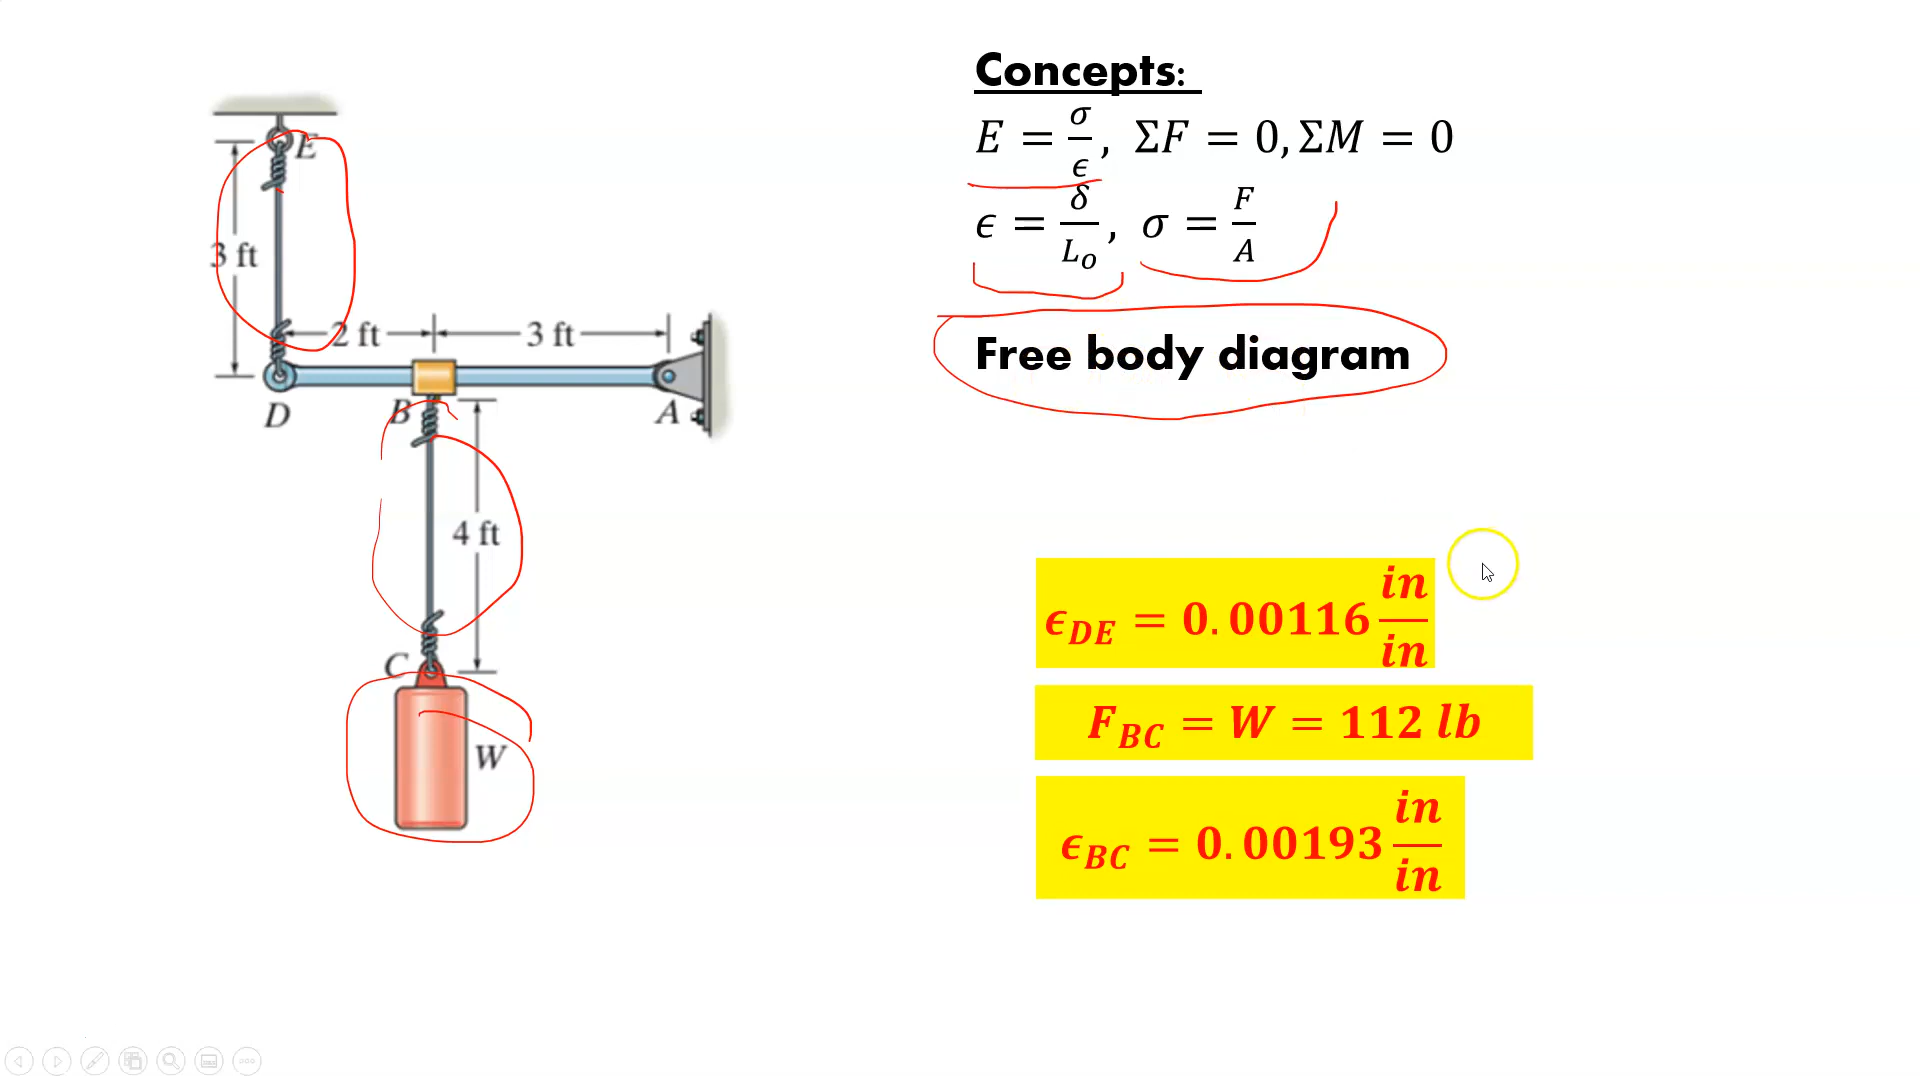 Concepts:
E = σ/ϵ, ΣF = 0, ΣM = 0
ϵ = δ/L₀, σ = F/A
Free body diagram
E
3 ft
2 ft
3 ft
D
B
A
4 ft
C
W
ϵ_DE = 0.00116 in/in
F_BC = W = 112 lb
ϵ_BC = 0.00193 in/in